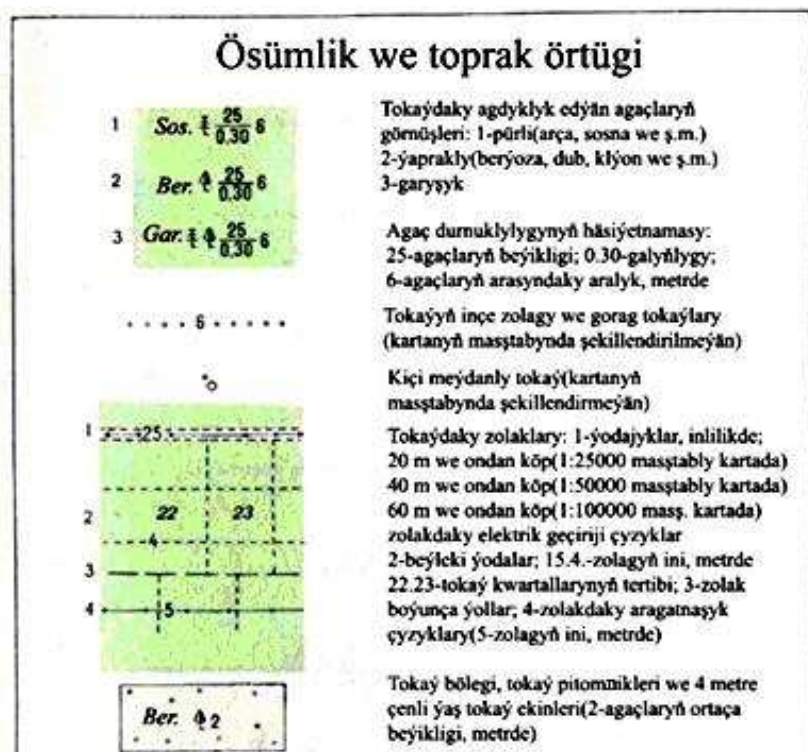 Ösümlik we toprak örtügi
1 Sos. 25 0.30 6
2 Ber. 25 0.30 6
3 Gar. 25 0.30 6
Tokaýdaky agdyklyk edýän agaçlaryň
görnüşleri: 1-pürli(arça, sosna we ş.m.)
2-ýaprakly(berýoza, dub, klýon we ş.m.)
3-garyşyk
Agaç durnuklylygynyň häsiýetnamasy:
25-agaçlaryň beýikligi; 0.30-galyňlygy;
6-agaçlaryň arasyndaky aralyk, metrde
6
Tokaýyň inçe zolagy we gorag tokaýlary
(kartanyň masştabynda şekillendirilmeýän)
Kiçi meýdanly tokaý(kartanyň
masştabynda şekillendirmeýän)
1 25
2 22 23
4
3
4 5
Tokaýdaky zolaklary: 1-ýodajyklar, inlilikde;
20 m we ondan köp(1:25000 masştably kartada)
40 m we ondan köp(1:50000 masştably kartada)
60 m we ondan köp(1:100000 masş. kartada)
zolakdaky elektrik geçiriji çyzyklar
2-beýleki ýodalar; 15.4.-zolagyň ini, metrde
22.23-tokaý kwartallarynyň tertibi; 3-zolak
boýunça ýollar; 4-zolakdaky aragatnaşyk
çyzyklary(5-zolagyň ini, metrde)
Ber. 2
Tokaý bölegi, tokaý pitomnikleri we 4 metre
çenli ýaş tokaý ekinleri(2-agaçlaryň ortaça
beýikligi, metrde)